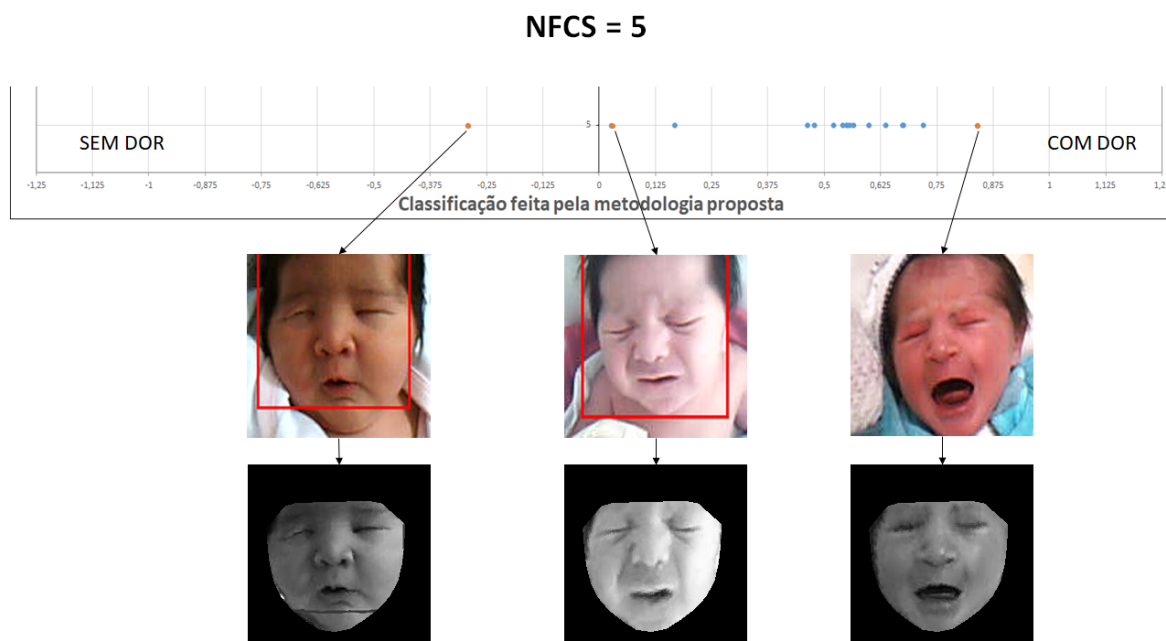 NFCS = 5
5
SEM DOR
COM DOR
-1,25 -1,125 -1 -0,875 -0,75 -0,625 -0,5 -0,375 -0,25 -0,125 0 0,125 0,25 0,375 0,5 0,625 0,75 0,875 1 1,125 1,2
Classificação feita pela metodologia proposta